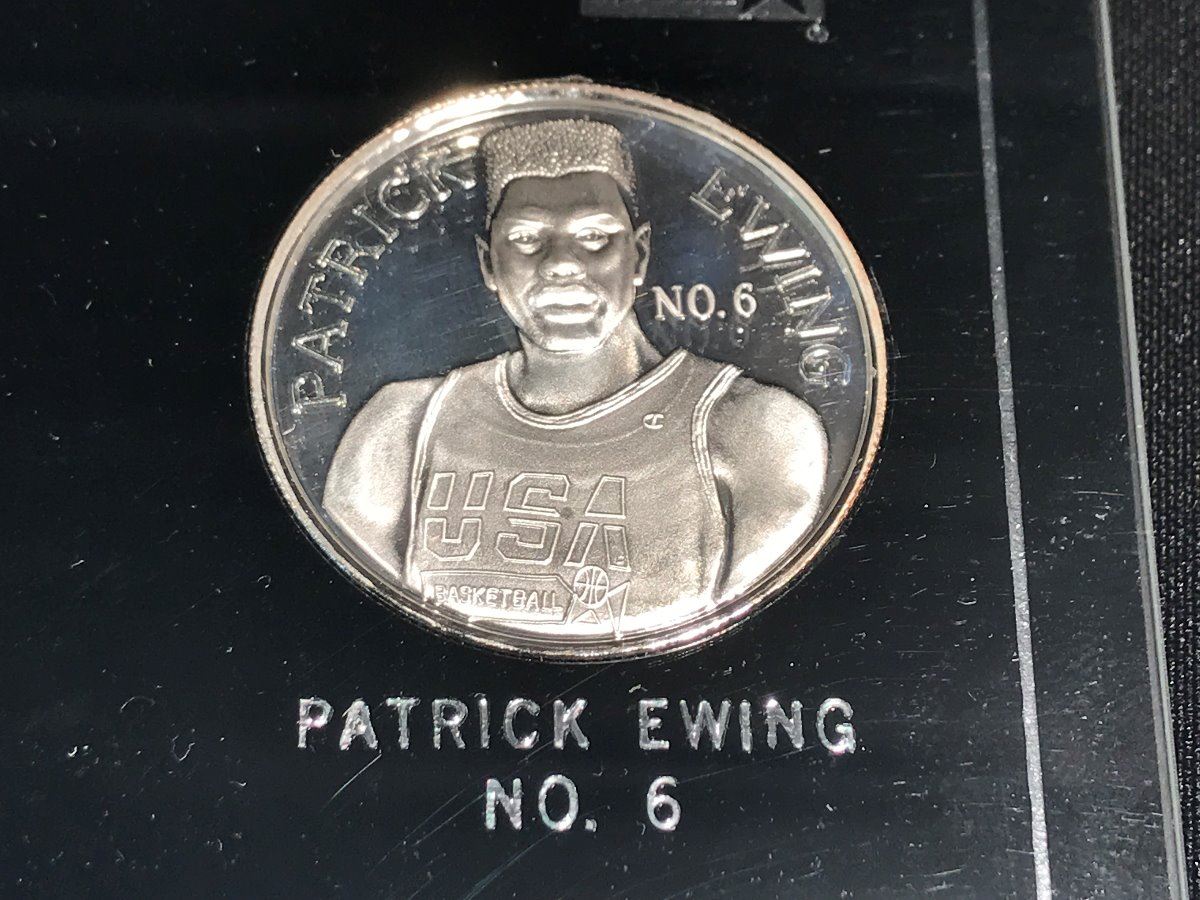 PATRICK EWING
NO. 6
USA
BASKETBALL
PATRICK EWING
NO. 6